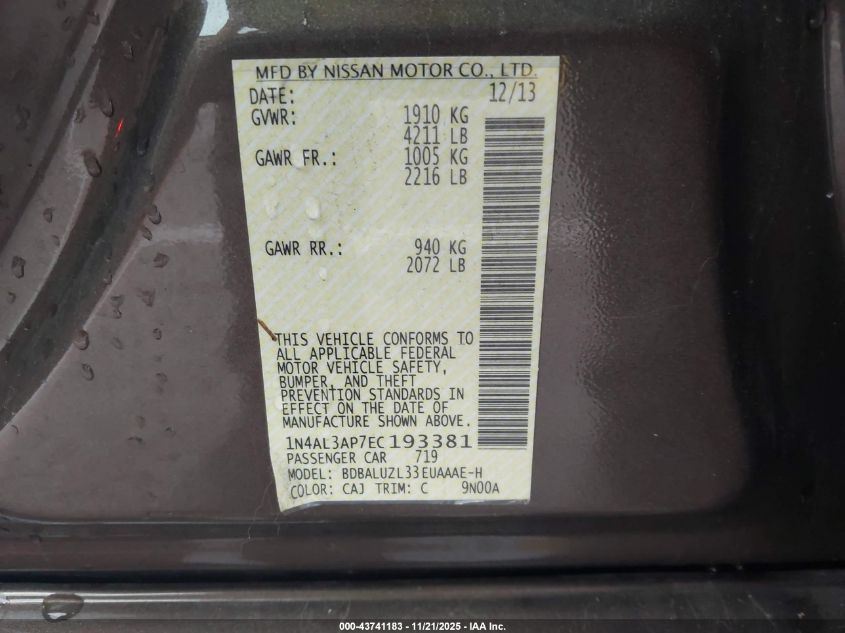 MFD BY NISSAN MOTOR CO., LTD.
DATE: 12/13
GVWR: 1910 KG
4211 LB
GAWR FR.: 1005 KG
2216 LB
GAWR RR.: 940 KG
2072 LB
THIS VEHICLE CONFORMS TO
ALL APPLICABLE FEDERAL
MOTOR VEHICLE SAFETY,
BUMPER, AND THEFT
PREVENTION STANDARDS IN
EFFECT ON THE DATE OF
MANUFACTURE SHOWN ABOVE.
1N4AL3AP7EC193381
PASSENGER CAR 719
MODEL: BDBALUZL33EUAAAE-H
COLOR: CAJ TRIM: C 9N00A
000-43741183 - 11/21/2025 - IAA Inc.